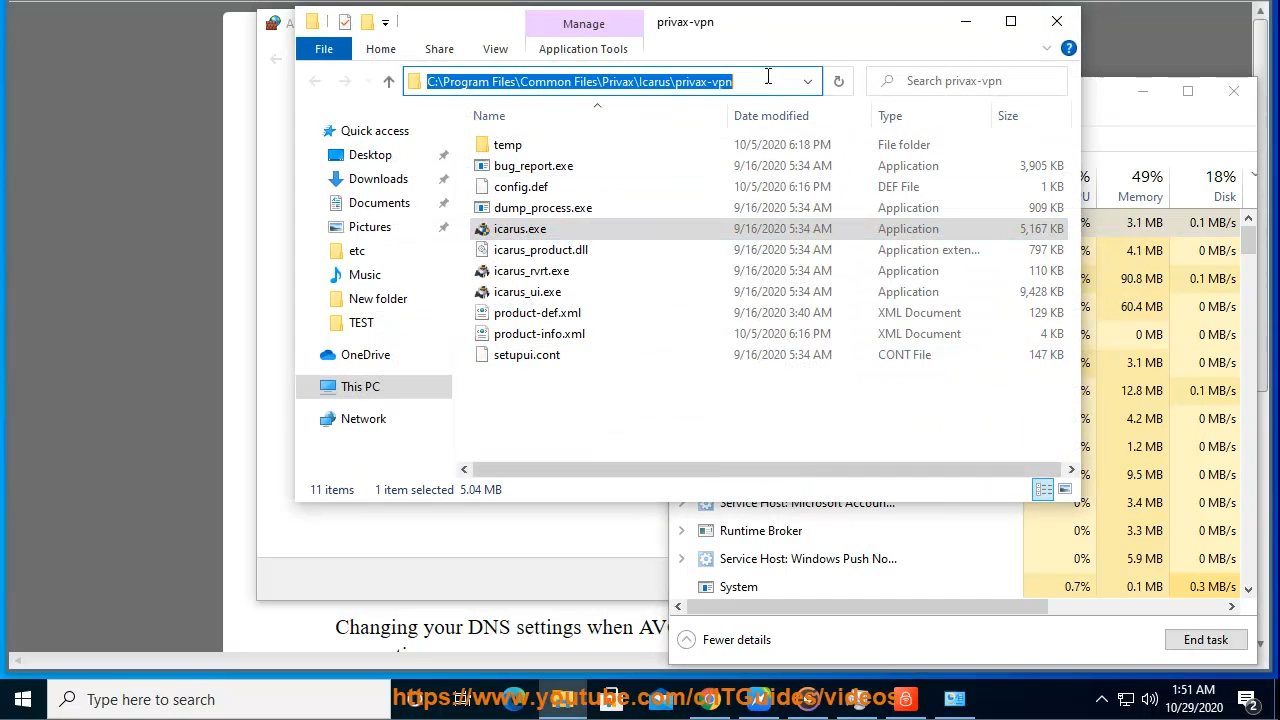 Manage
privax-vpn
File
Home
Share
View
Application Tools
C:\Program Files\Common Files\Privax\Icarus\privax-vpn
Search privax-vpn
Name
Date modified
Type
Size
Quick access
Desktop
Downloads
Documents
Pictures
etc
Music
New folder
TEST
OneDrive
This PC
Network
temp 10/5/2020 6:18 PM File folder
bug_report.exe 9/16/2020 5:34 AM Application 3,905 KB
config.def 10/5/2020 6:16 PM DEF File 1 KB
dump_process.exe 9/16/2020 5:34 AM Application 909 KB
icarus.exe 9/16/2020 5:34 AM Application 5,167 KB
icarus_product.dll 9/16/2020 5:34 AM Application exten... 797 KB
icarus_rvrt.exe 9/16/2020 5:34 AM Application 110 KB
icarus_ui.exe 9/16/2020 5:34 AM Application 9,428 KB
product-def.xml 9/16/2020 3:40 AM XML Document 129 KB
product-info.xml 10/5/2020 6:16 PM XML Document 4 KB
setupui.cont 9/16/2020 5:34 AM CONT File 147 KB
11 items 1 item selected 5.04 MB
% 49% 18%
Memory Disk
3.1 MB 0 MB/s
4.1 MB 0 MB/s
90.8 MB 0.1 MB/s
60.4 MB 0 MB/s
0 MB 0 MB/s
3.1 MB 0 MB/s
12.8 MB 0.1 MB/s
4.2 MB 0 MB/s
1.2 MB 0 MB/s
9.5 MB 0 MB/s
Service Host: Microsoft Accoun... 0% 3.4 MB 0 MB/s
Runtime Broker 0% 3.3 MB 0 MB/s
Service Host: Windows Push No... 0% 5.9 MB 0 MB/s
System 0.7% 0.1 MB 0.3 MB/s
Fewer details
End task
Changing your DNS settings when AV
Type here to search
https://www.youtube.com/c/ITGuides/videos
1:51 AM
10/29/2020
2